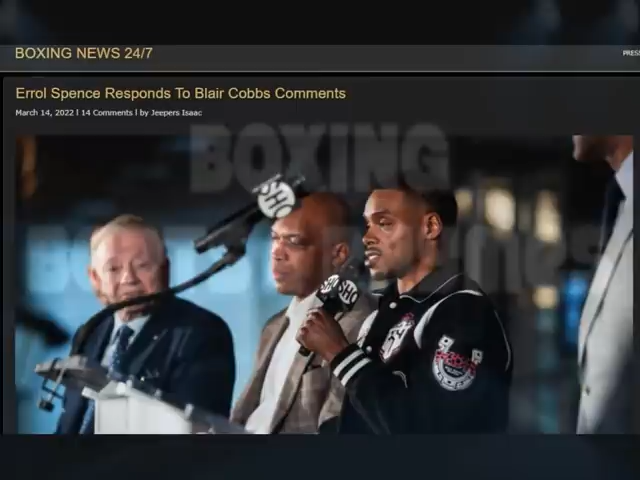 BOXING NEWS 24/7
PRESS
Errol Spence Responds To Blair Cobbs Comments
March 14, 2022 I 14 Comments I by Jeepers Isaac
BOXING
SHO
SHO SHO